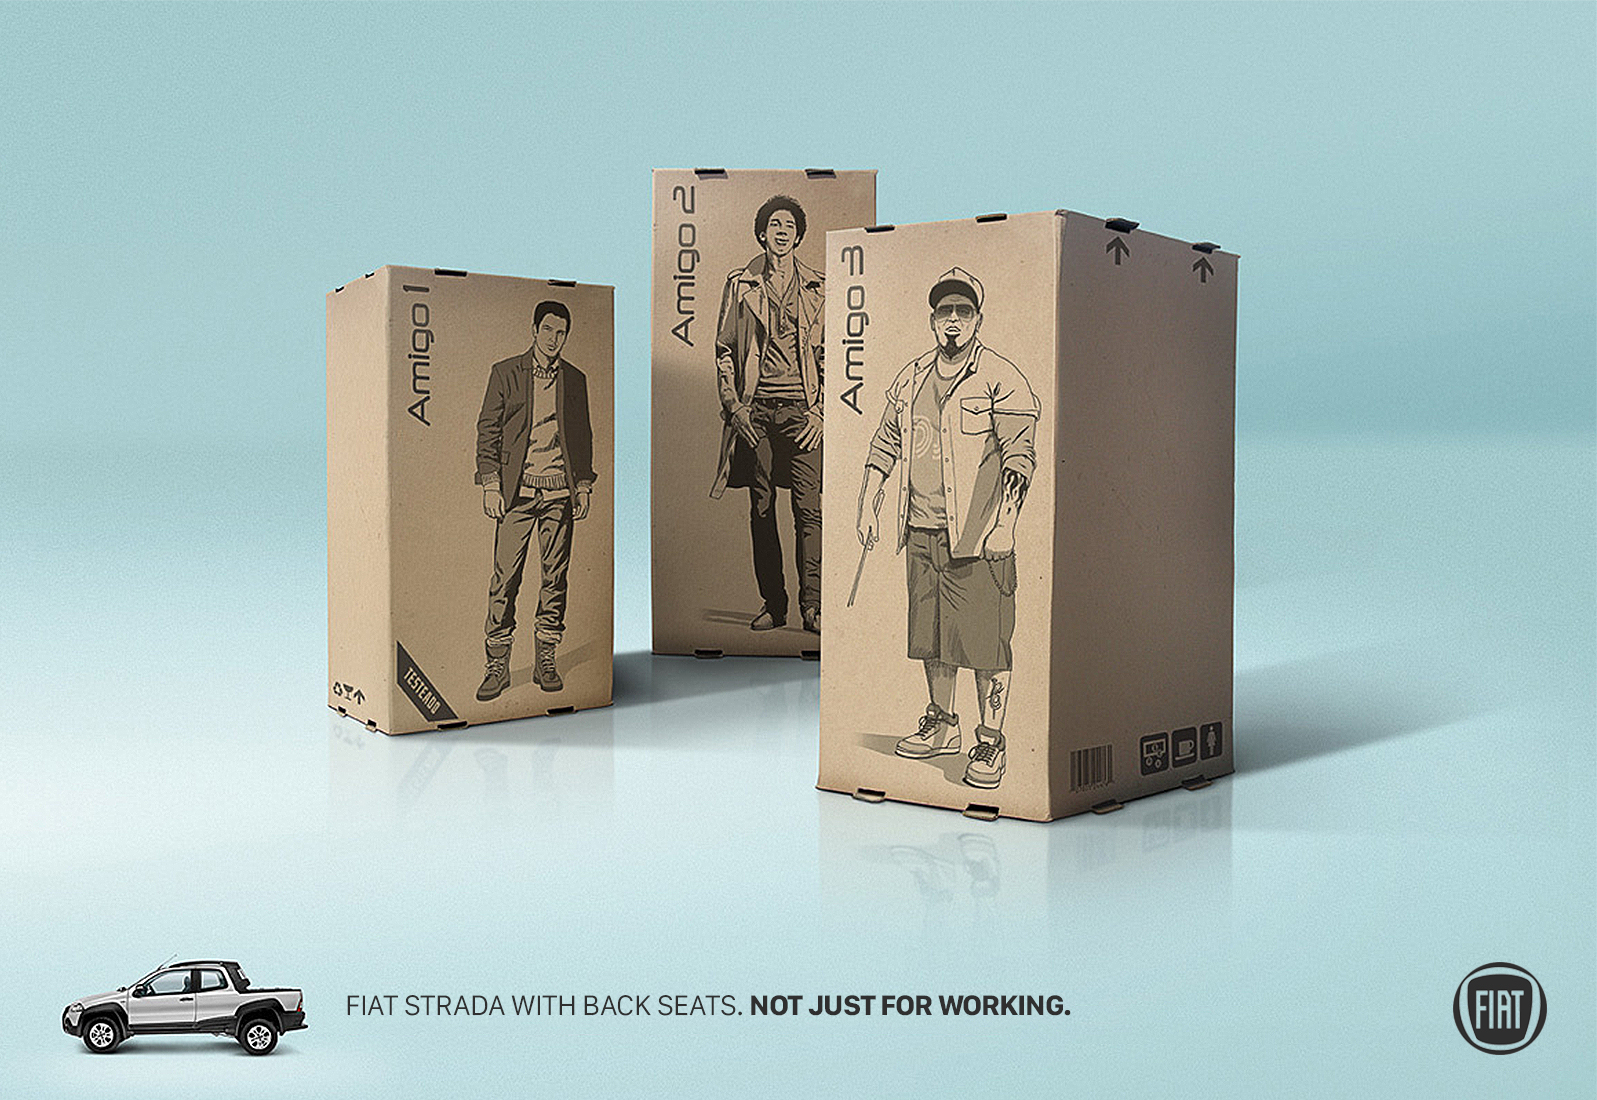 Amigo 1
TESTEADO
Amigo 2
Amigo 3
FIAT STRADA WITH BACK SEATS. NOT JUST FOR WORKING.
FIAT